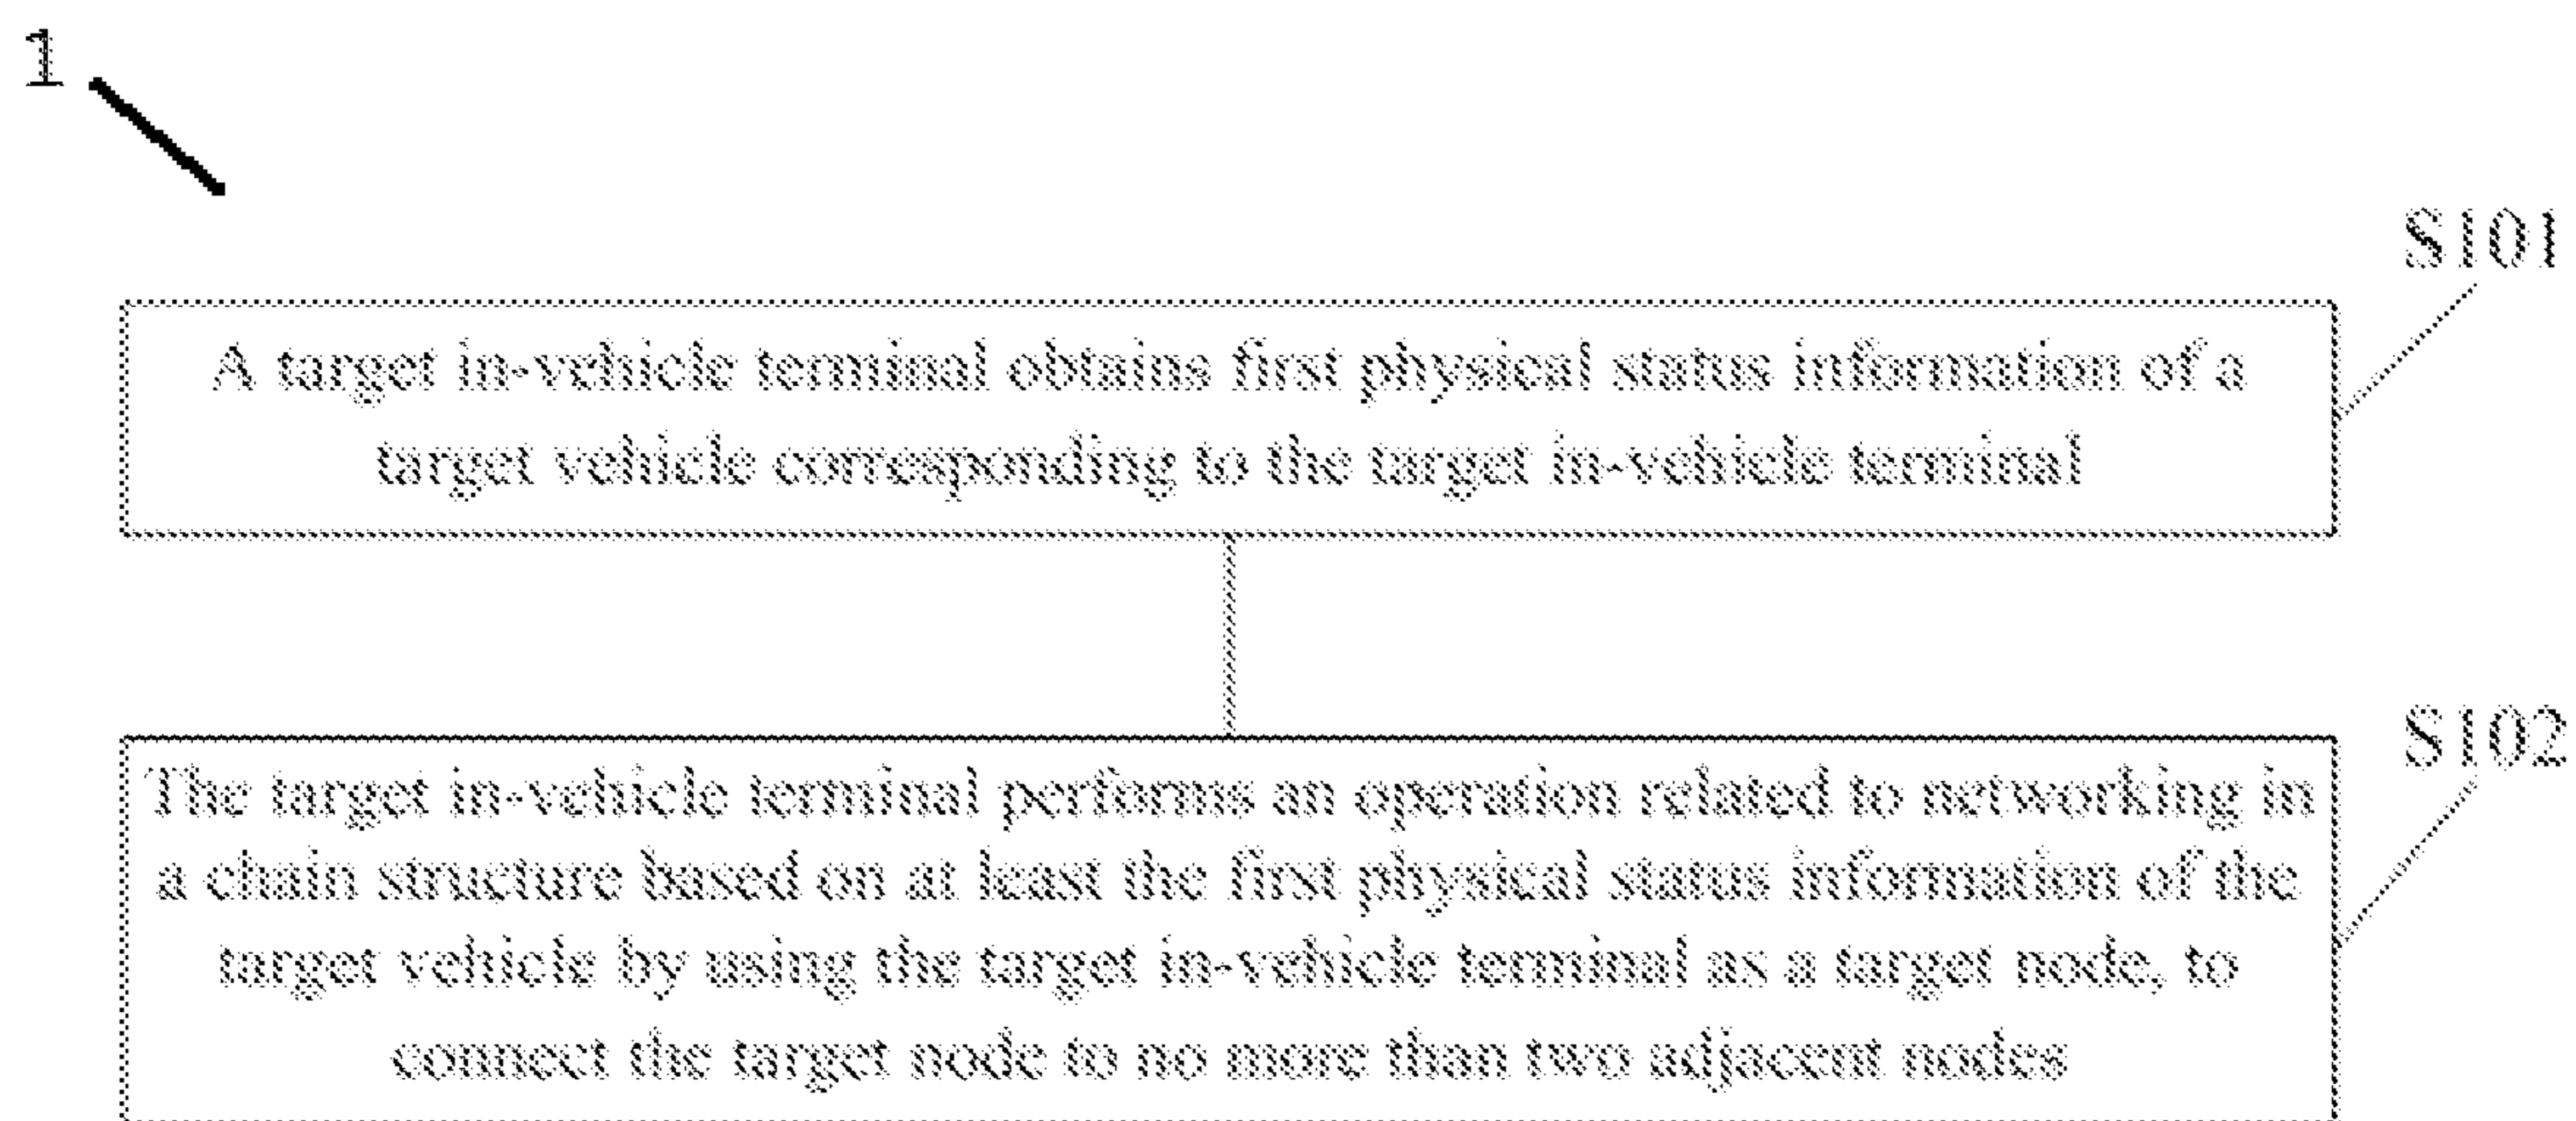 1
S101
A target in-vehicle terminal obtains first physical status information of a
target vehicle corresponding to the target in-vehicle terminal
S102
The target in-vehicle terminal performs an operation related to networking in
a chain structure based on at least the first physical status information of the
target vehicle by using the target in-vehicle terminal as a target node, to
connect the target node to no more than two adjacent nodes